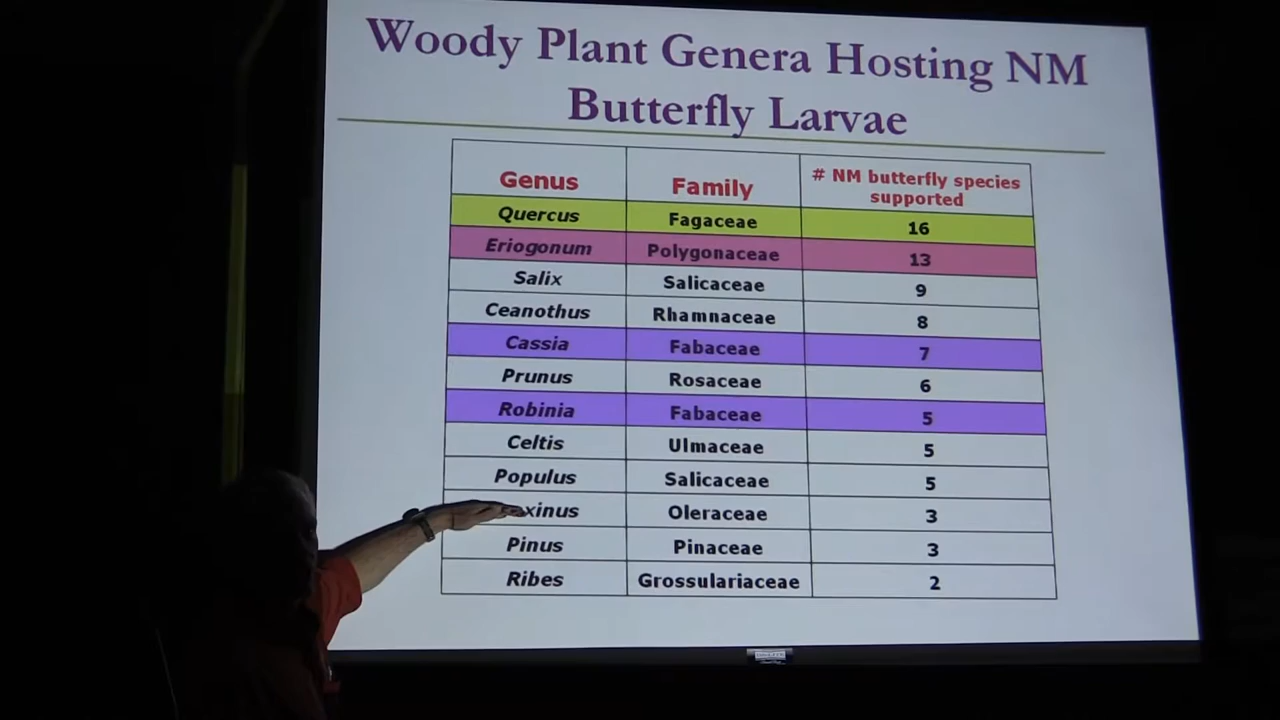 Woody Plant Genera Hosting NM
Butterfly Larvae
Genus Family # NM butterfly species supported
Quercus Fagaceae 16
Eriogonum Polygonaceae 13
Salix Salicaceae 9
Ceanothus Rhamnaceae 8
Cassia Fabaceae 7
Prunus Rosaceae 6
Robinia Fabaceae 5
Celtis Ulmaceae 5
Populus Salicaceae 5
Oleraceae 3
Pinus Pinaceae 3
Ribes Grossulariaceae 2